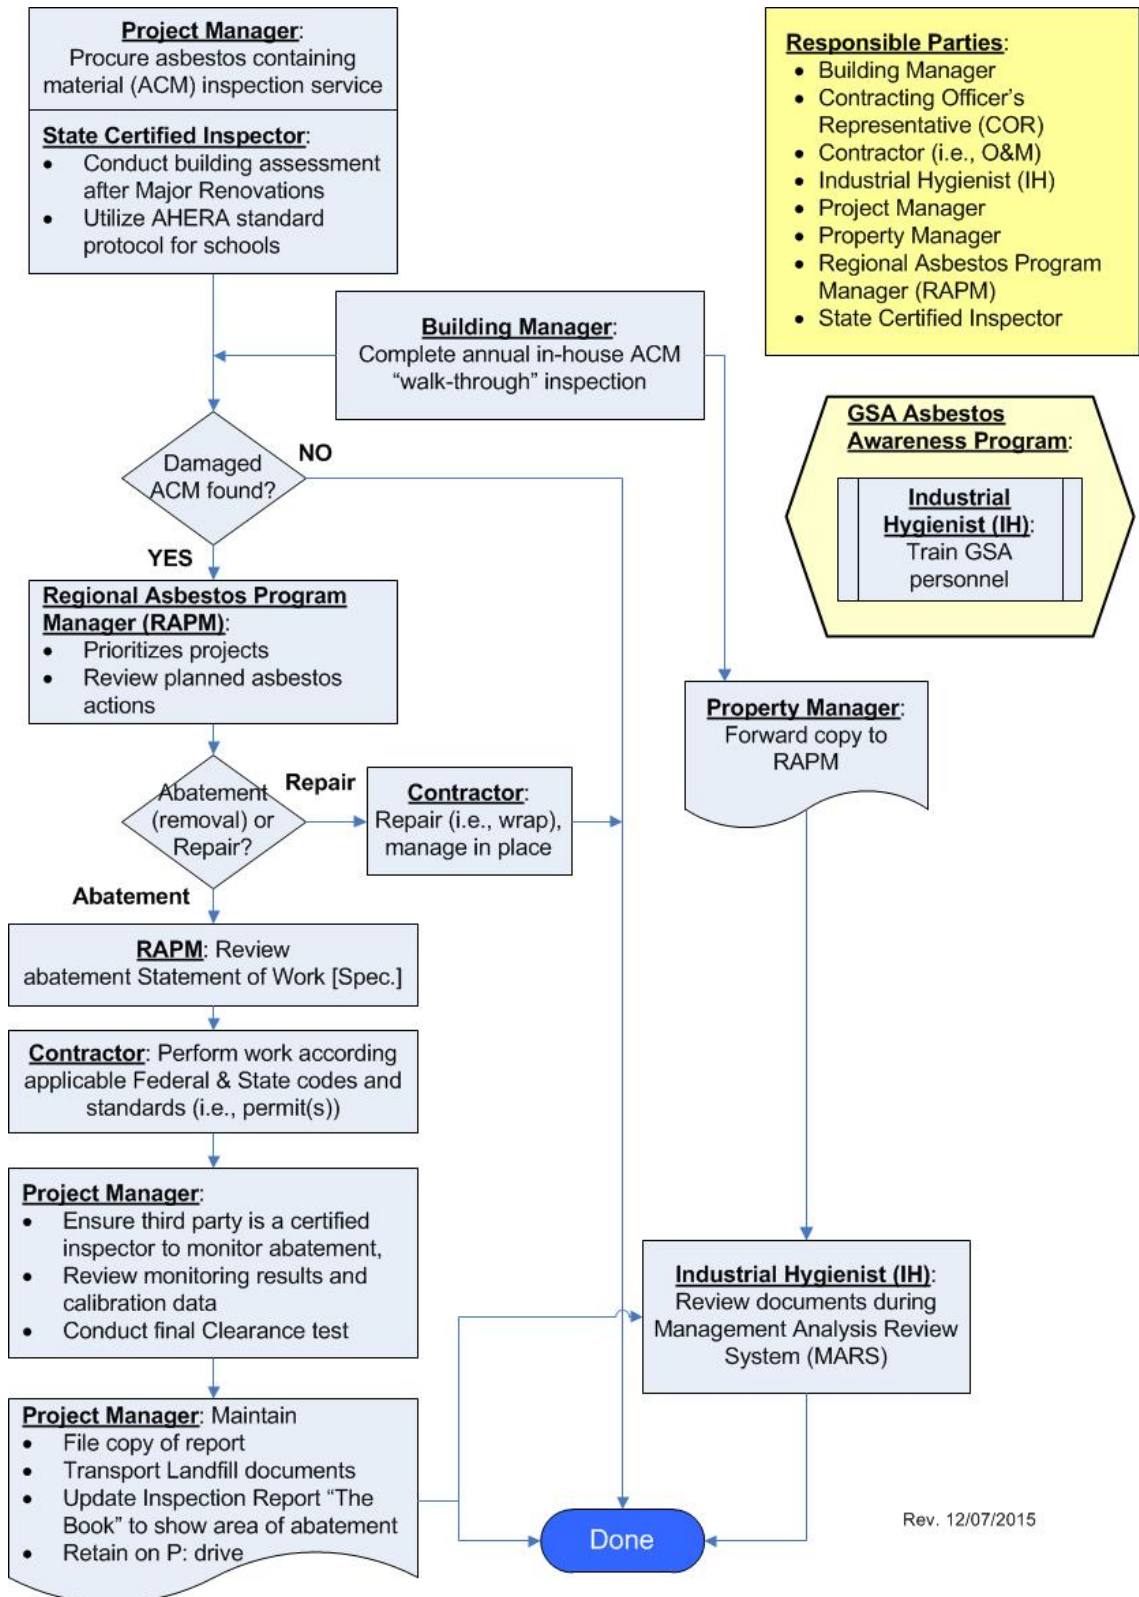 Project Manager:
Procure asbestos containing
material (ACM) inspection service
State Certified Inspector:
• Conduct building assessment
after Major Renovations
• Utilize AHERA standard
protocol for schools
Responsible Parties:
• Building Manager
• Contracting Officer's
Representative (COR)
• Contractor (i.e., O&M)
• Industrial Hygienist (IH)
• Project Manager
• Property Manager
• Regional Asbestos Program
Manager (RAPM)
• State Certified Inspector
Building Manager:
Complete annual in-house ACM
“walk-through” inspection
GSA Asbestos
Awareness Program:
Industrial
Hygienist (IH):
Train GSA
personnel
Damaged
ACM found?
NO
YES
Regional Asbestos Program
Manager (RAPM):
• Prioritizes projects
• Review planned asbestos
actions
Property Manager:
Forward copy to
RAPM
Abatement
(removal) or
Repair?
Repair
Contractor:
Repair (i.e., wrap),
manage in place
Abatement
RAPM: Review
abatement Statement of Work [Spec.]
Contractor: Perform work according
applicable Federal & State codes and
standards (i.e., permit(s))
Project Manager:
• Ensure third party is a certified
inspector to monitor abatement,
• Review monitoring results and
calibration data
• Conduct final Clearance test
Industrial Hygienist (IH):
Review documents during
Management Analysis Review
System (MARS)
Project Manager: Maintain
• File copy of report
• Transport Landfill documents
• Update Inspection Report “The
Book” to show area of abatement
• Retain on P: drive
Done
Rev. 12/07/2015